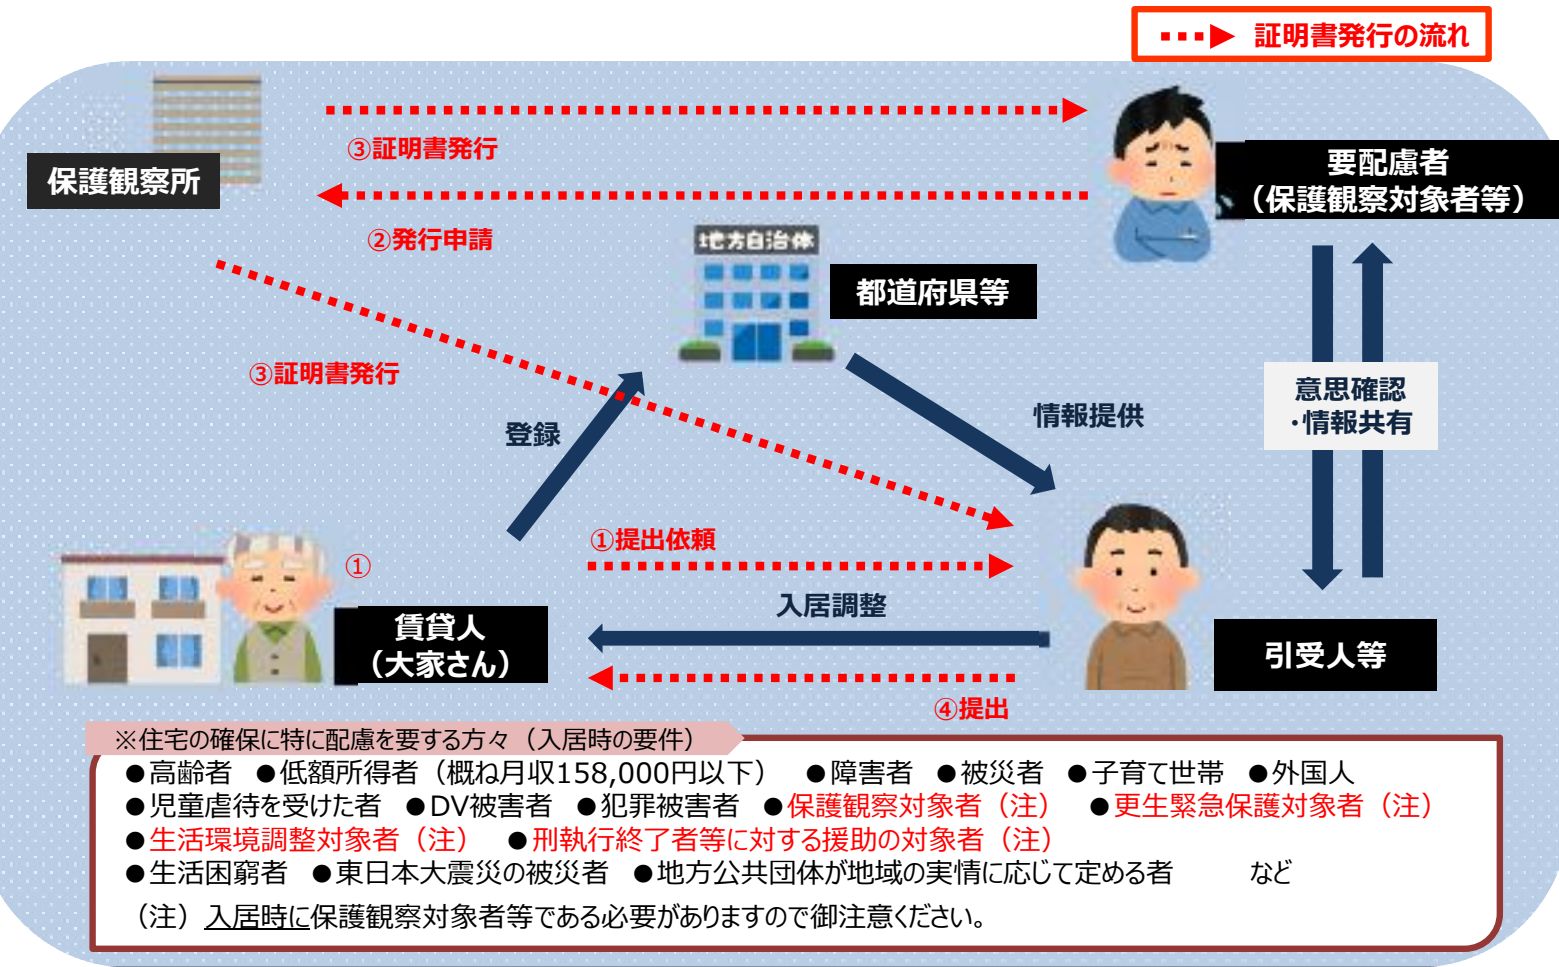 証明書発行の流れ
③証明書発行
保護観察所
要配慮者
（保護観察対象者等）
②発行申請
地方自治体
都道府県等
③証明書発行
登録
情報提供
意思確認
・情報共有
①
①提出依頼
入居調整
賃貸人
（大家さん）
引受人等
④提出
※住宅の確保に特に配慮を要する方々（入居時の要件）
●高齢者 ●低額所得者（概ね月収158,000円以下） ●障害者 ●被災者 ●子育て世帯 ●外国人
●児童虐待を受けた者 ●DV被害者 ●犯罪被害者 ●保護観察対象者（注） ●更生緊急保護対象者（注）
●生活環境調整対象者（注） ●刑執行終了者等に対する援助の対象者（注）
●生活困窮者 ●東日本大震災の被災者 ●地方公共団体が地域の実情に応じて定める者 など
（注）入居時に保護観察対象者等である必要がありますので御注意ください。